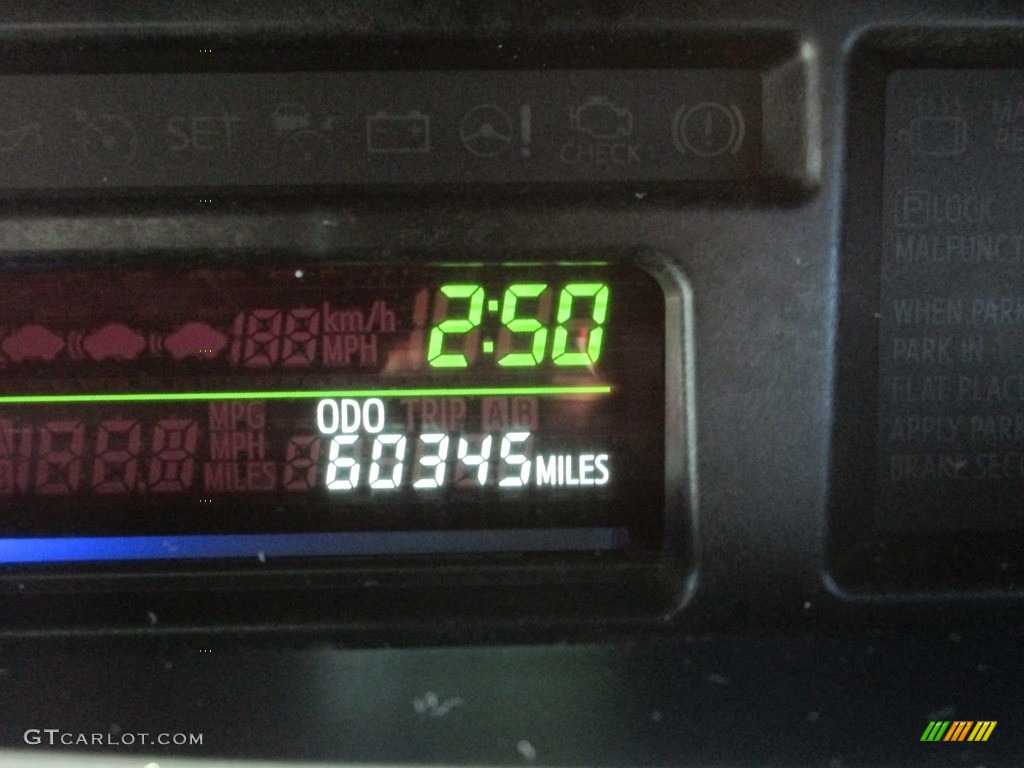 SET
CHECK
P LOCK
MALFUNCT
km/h
MPH
2:50
WHEN PARK
PARK IN
FLAT PLACE
APPLY PARK
MPG
MPH
MILES
ODO TRIP A B
60345 MILES
GTCARLOT.COM